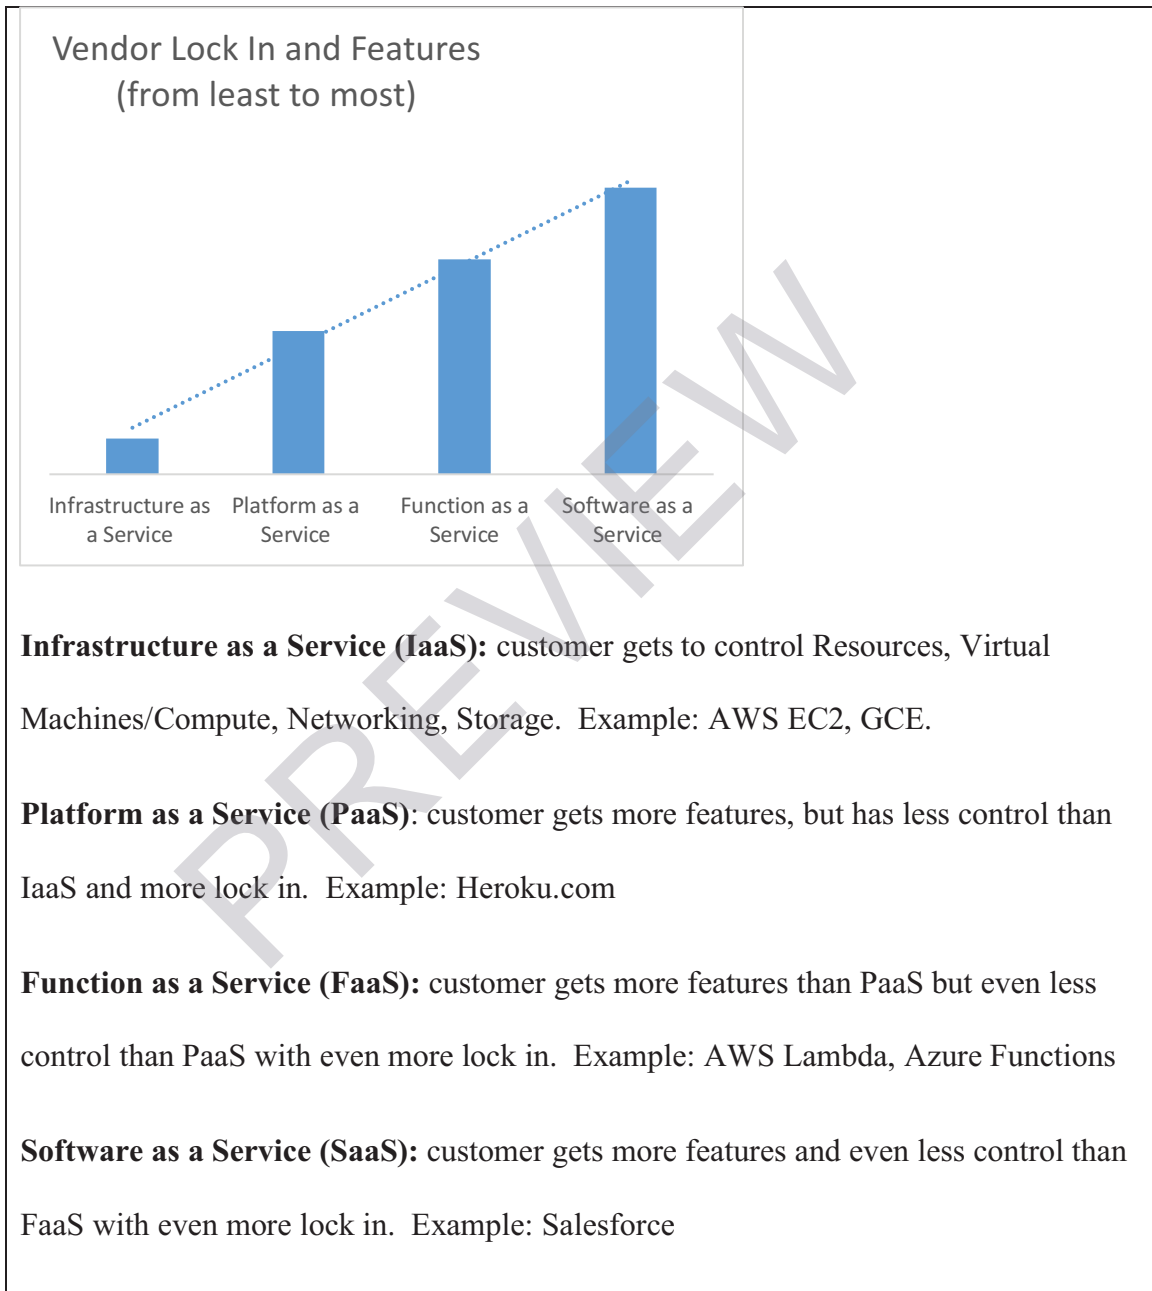 Vendor Lock In and Features
(from least to most)
Infrastructure as
a Service
Platform as a
Service
Function as a
Service
Software as a
Service
PREVIEW
Infrastructure as a Service (IaaS): customer gets to control Resources, Virtual
Machines/Compute, Networking, Storage.  Example: AWS EC2, GCE.
Platform as a Service (PaaS): customer gets more features, but has less control than
IaaS and more lock in.  Example: Heroku.com
Function as a Service (FaaS): customer gets more features than PaaS but even less
control than PaaS with even more lock in.  Example: AWS Lambda, Azure Functions
Software as a Service (SaaS): customer gets more features and even less control than
FaaS with even more lock in.  Example: Salesforce